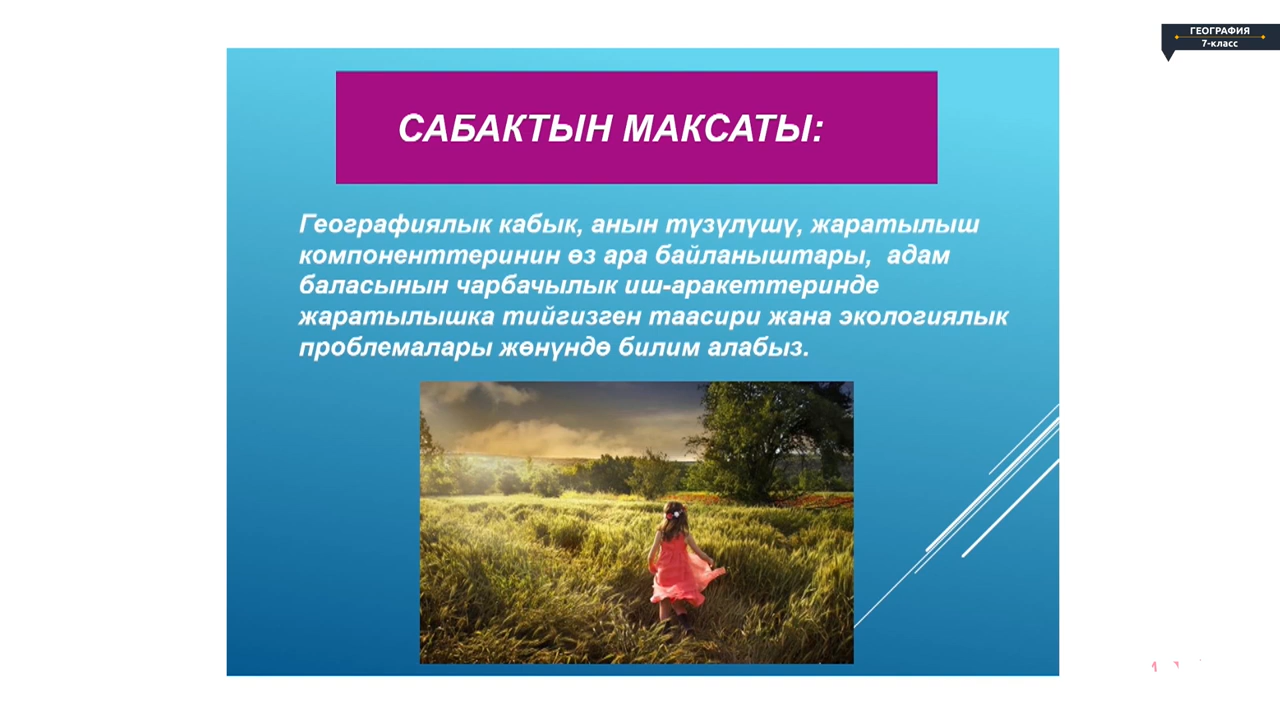 ГЕОГРАФИЯ
7-класс
САБАКТЫН МАКСАТЫ:
Географиялык кабык, анын түзүлүшү, жаратылыш
компоненттеринин өз ара байланыштары, адам
баласынын чарбачылык иш-аракеттеринде
жаратылышка тийгизген таасири жана экологиялык
проблемалары жөнүндө билим алабыз.